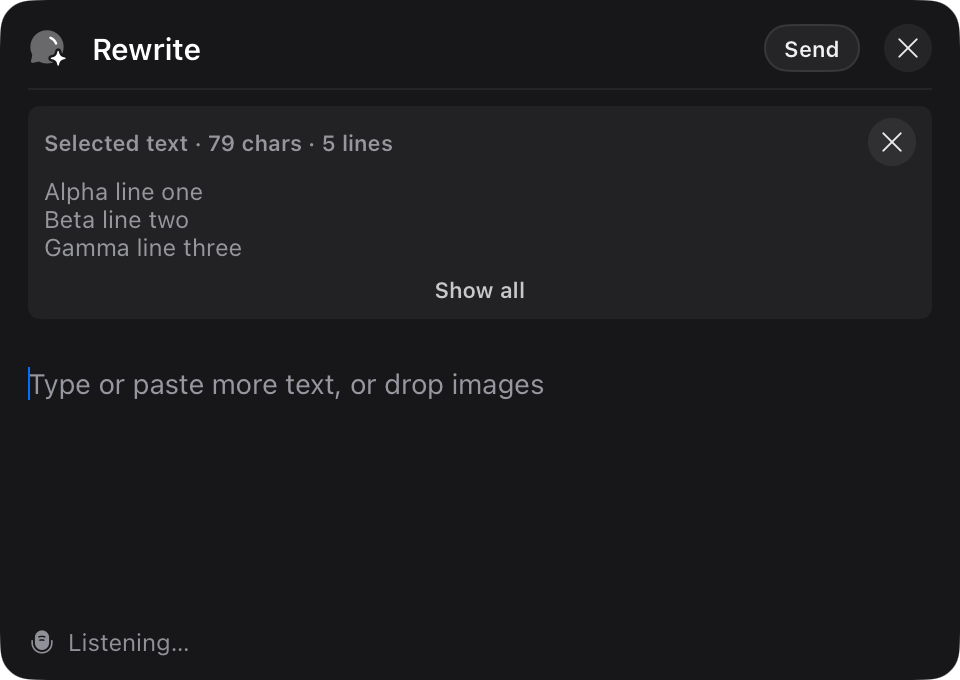 Rewrite
Send
Selected text · 79 chars · 5 lines
Alpha line one
Beta line two
Gamma line three
Show all
Type or paste more text, or drop images
Listening...